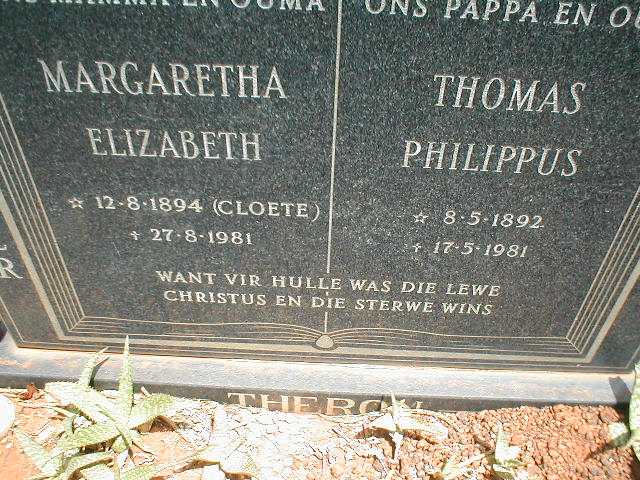 MAMMA EN OUMA
MARGARETHA
ELIZABETH
☆ 12-8-1894 (CLOETE)
+ 27-8-1981
ONS PAPPA EN
THOMAS
PHILIPPUS
☆ 8-5-1892
+ 17-5-1981
WANT VIR HULLE WAS DIE LEWE
CHRISTUS EN DIE STERWE WINS
THERON